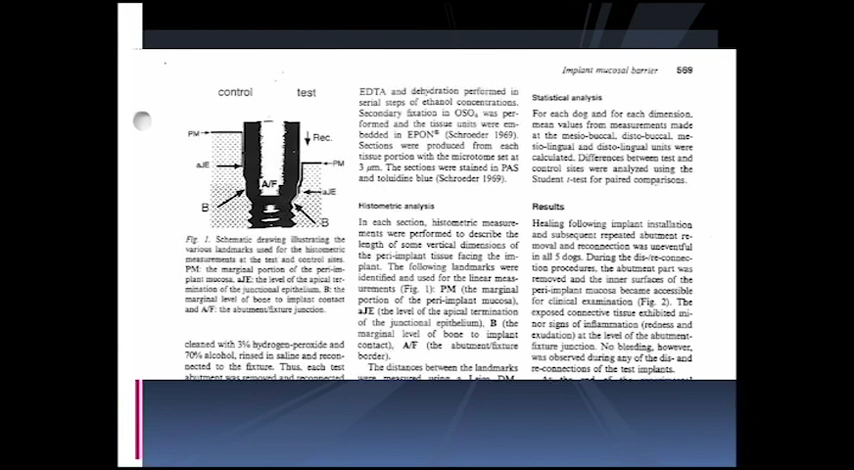 Implant mucosal barrier 569
control test
PM
Rec.
aJE
PM
A/F
aJE
B
B
Fig. 1. Schematic drawing illustrating the
various landmarks used for the histometric
measurements at the test and control sites.
PM: the marginal portion of the peri-im-
plant mucosa, aJE: the level of the apical ter-
mination of the junctional epithelium, B: the
marginal level of bone to implant contact
and A/F: the abutment/fixture junction.
cleaned with 3% hydrogen-peroxide and
70% alcohol, rinsed in saline and recon-
nected to the fixture. Thus, each test
abutment was removed and reconnected
EDTA and dehydration performed in
serial steps of ethanol concentrations.
Secondary fixation in OSO₄ was per-
formed and the tissue units were em-
bedded in EPON® (Schroeder 1969).
Sections were produced from each
tissue portion with the microtome set at
3 μm. The sections were stained in PAS
and toluidine blue (Schroeder 1969).
Histometric analysis
In each section, histometric measure-
ments were performed to describe the
length of some vertical dimensions of
the peri-implant tissue facing the im-
plant. The following landmarks were
identified and used for the linear meas-
urements (Fig. 1): PM (the marginal
portion of the peri-implant mucosa),
aJE (the level of apical termination
of the junctional epithelium), B (the
marginal level of bone to implant
contact), A/F (the abutment/fixture
border).
The distances between the landmarks
were measured using a Leitz DM-
Statistical analysis
For each dog and for each dimension,
mean values from measurements made
at the mesio-buccal, disto-buccal, me-
sio-lingual and disto-lingual units were
calculated. Differences between test and
control sites were analyzed using the
Student t-test for paired comparisons.
Results
Healing following implant installation
and subsequent repeated abutment re-
moval and reconnection was uneventful
in all 5 dogs. During the dis-/re-connec-
tion procedures, the abutment part was
removed and the inner surfaces of the
peri-implant mucosa became accessible
for clinical examination (Fig. 2). The
exposed connective tissue exhibited mi-
nor signs of inflammation (redness and
exudation) at the level of the abutment-
fixture junction. No bleeding, however,
was observed during any of the dis- and
re-connections of the test implants.
At the end of the experimental